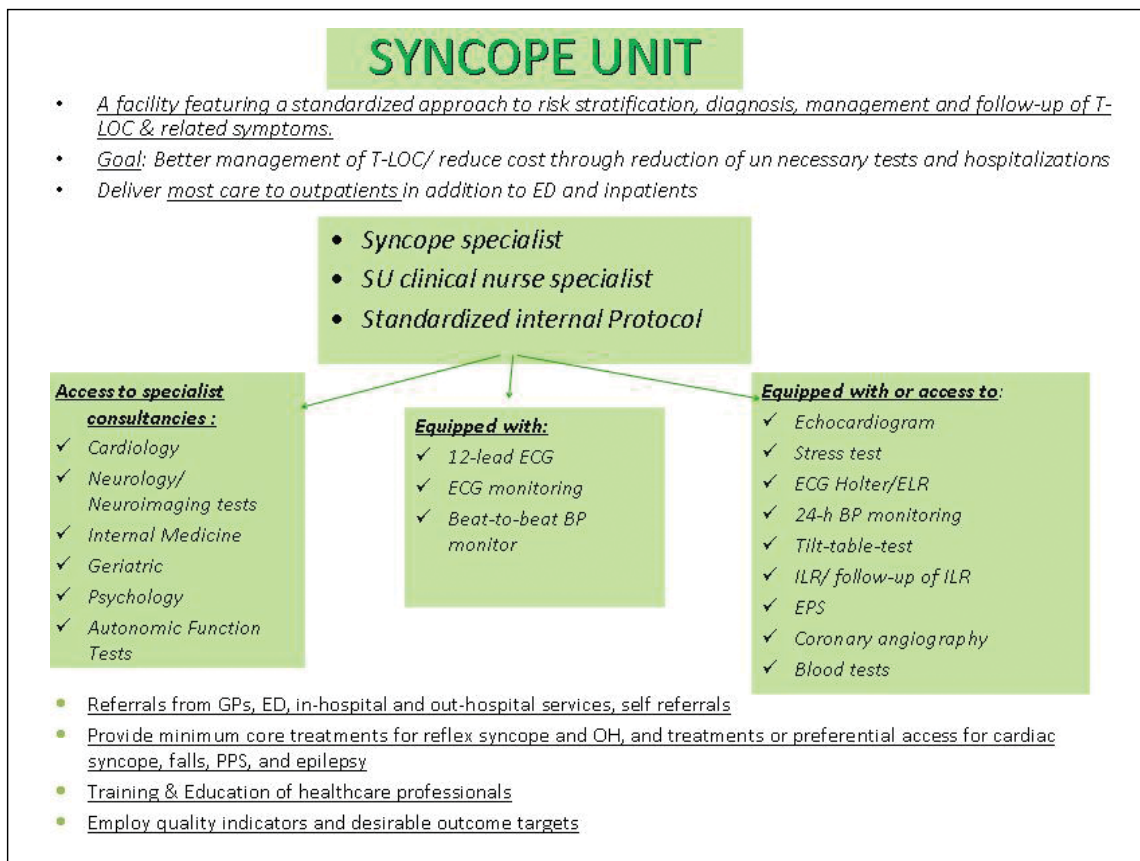 SYNCOPE UNIT
• A facility featuring a standardized approach to risk stratification, diagnosis, management and follow-up of T-
LOC & related symptoms.
• Goal: Better management of T-LOC/ reduce cost through reduction of un necessary tests and hospitalizations
• Deliver most care to outpatients in addition to ED and inpatients
• Syncope specialist
• SU clinical nurse specialist
• Standardized internal Protocol
Access to specialist
consultancies :
✓ Cardiology
✓ Neurology/
Neuroimaging tests
✓ Internal Medicine
✓ Geriatric
✓ Psychology
✓ Autonomic Function
Tests
Equipped with:
✓ 12-lead ECG
✓ ECG monitoring
✓ Beat-to-beat BP
monitor
Equipped with or access to:
✓ Echocardiogram
✓ Stress test
✓ ECG Holter/ELR
✓ 24-h BP monitoring
✓ Tilt-table-test
✓ ILR/ follow-up of ILR
✓ EPS
✓ Coronary angiography
✓ Blood tests
• Referrals from GPs, ED, in-hospital and out-hospital services, self referrals
• Provide minimum core treatments for reflex syncope and OH, and treatments or preferential access for cardiac
syncope, falls, PPS, and epilepsy
• Training & Education of healthcare professionals
• Employ quality indicators and desirable outcome targets